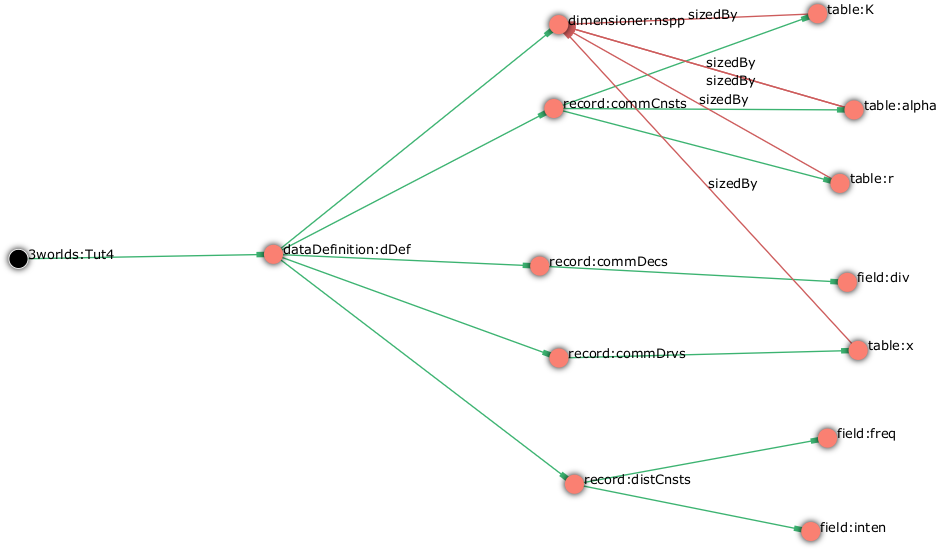 table:K
sizedBy
dimensioner:nspp
sizedBy
sizedBy
sizedBy
record:commCnsts
table:alpha
table:r
sizedBy
3worlds:Tut4
dataDefinition:dDef
record:commDecs
field:div
record:commDrvs
table:x
field:freq
record:distCnsts
field:inten